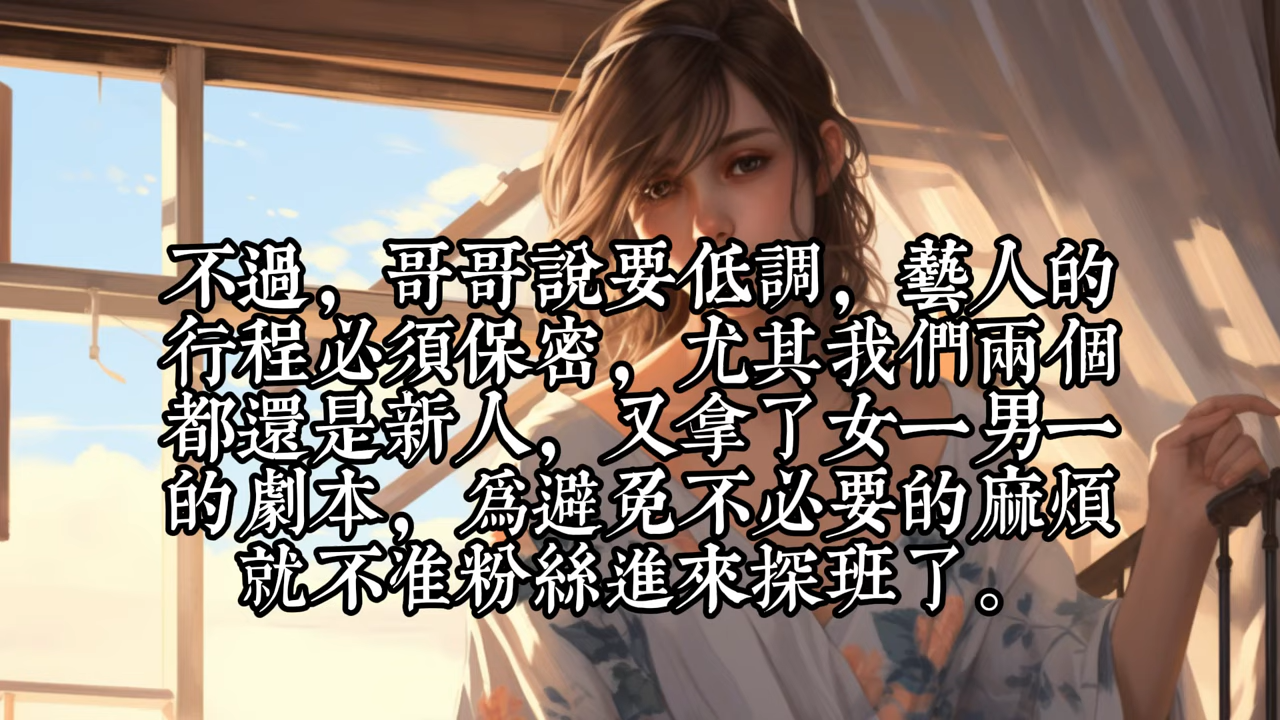 不過，哥哥說要低調，藝人的
行程必須保密，尤其我們兩個
都還是新人，又拿了女一男一
的劇本，爲避免不必要的麻煩
就不准粉絲進來探班了。